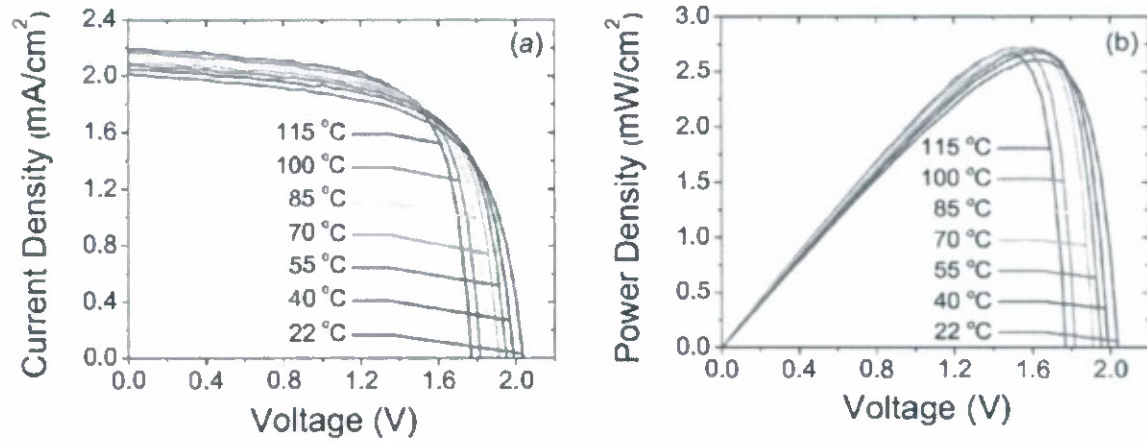 (a)
Current Density (mA/cm²)
2.4
2.0
1.6
1.2
0.8
0.4
0.0
115 °C
100 °C
85 °C
70 °C
55 °C
40 °C
22 °C
0.0 0.4 0.8 1.2 1.6 2.0
Voltage (V)
(b)
Power Density (mW/cm²)
3.0
2.5
2.0
1.5
1.0
0.5
0.0
115 °C
100 °C
85 °C
70 °C
55 °C
40 °C
22 °C
0.0 0.4 0.8 1.2 1.6 2.0
Voltage (V)